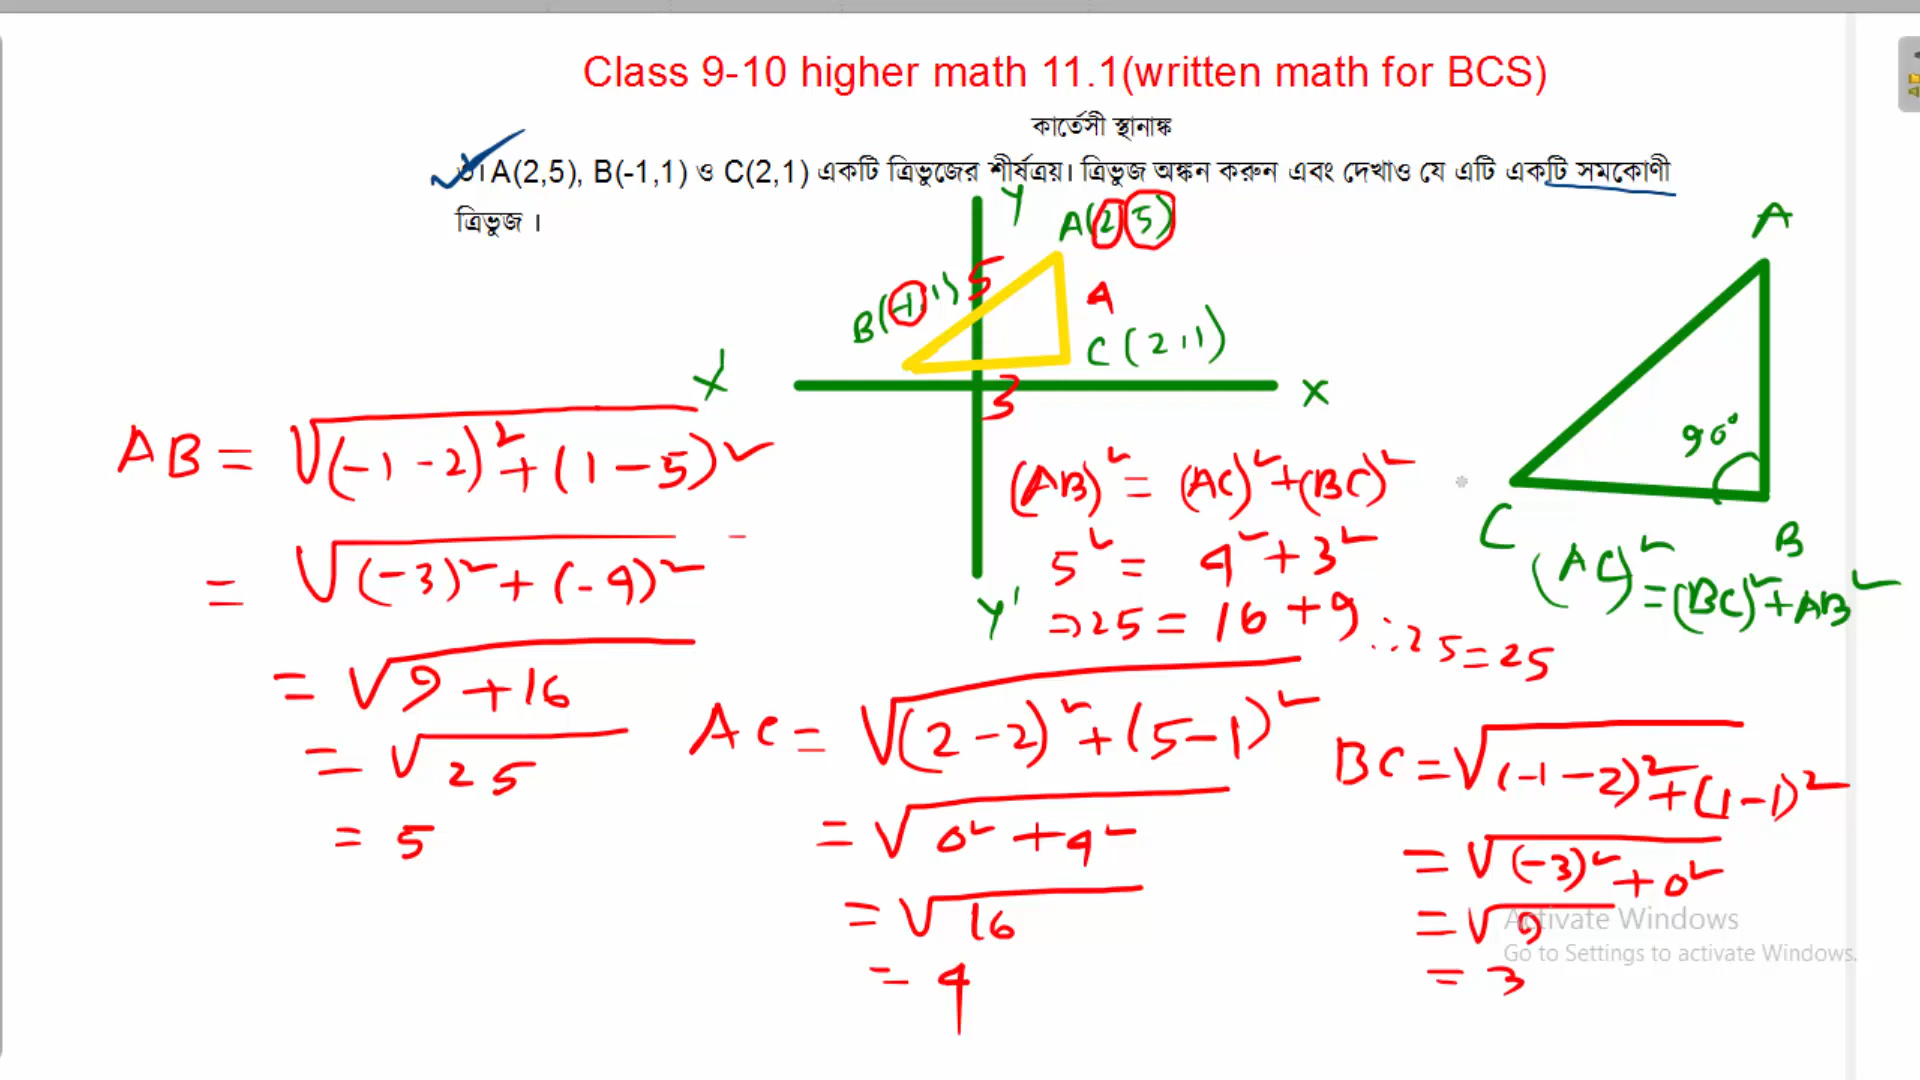 Class 9-10 higher math 11.1(written math for BCS)
কার্তেসী স্থানাঙ্ক
৩। A(2,5), B(-1,1) ও C(2,1) একটি ত্রিভুজের শীর্ষত্রয়। ত্রিভুজ অঙ্কন করুন এবং দেখাও যে এটি একটি সমকোণী
ত্রিভুজ ।
Y
A(2,5)
A
5
B(-1,1)
4
C(2,1)
X'
X
3
90°
C
B
Y'
AB = √(-1-2)²+(1-5)²
= √(-3)²+(-4)²
= √9+16
= √25
= 5
(AB)² = (AC)²+(BC)²
5² = 4²+3²
⇒25 = 16+9
∴25=25
(AC)²
=(BC)²+AB²
AC = √(2-2)²+(5-1)²
= √0²+4²
= √16
= 4
BC = √(-1-2)²+(1-1)²
= √(-3)²+0²
= √9
= 3
Activate Windows
Go to Settings to activate Windows.